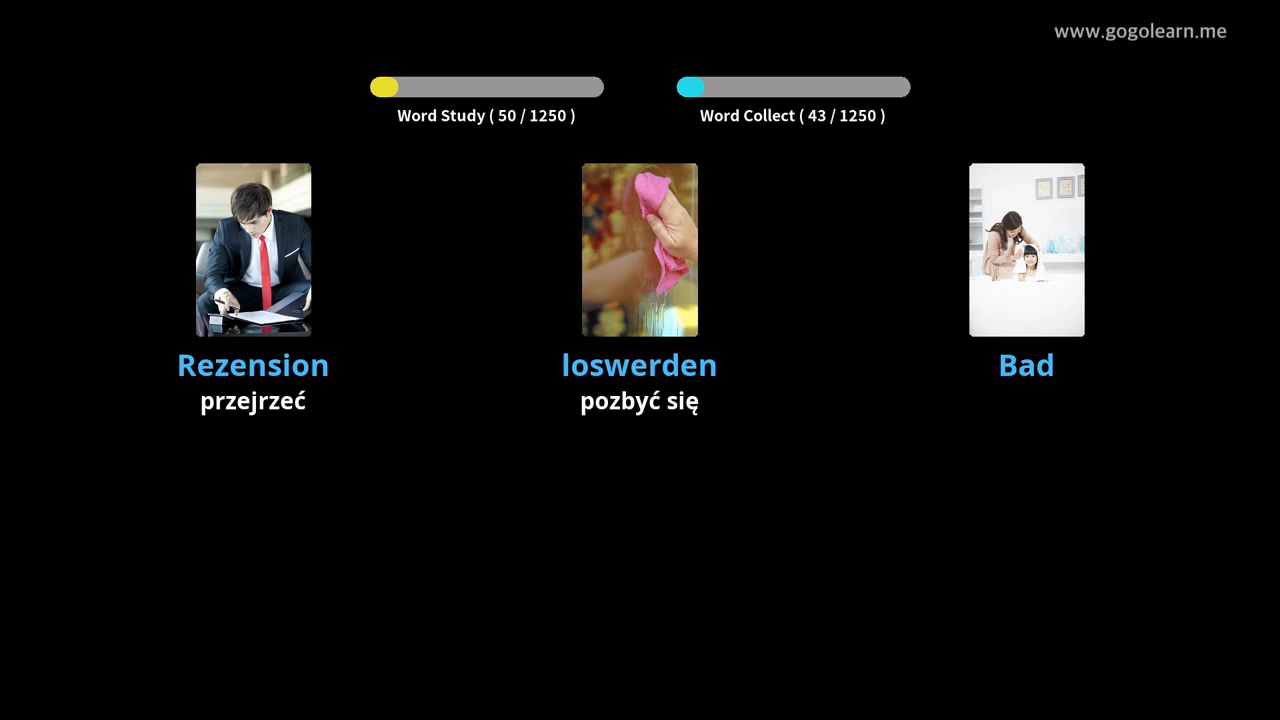 www.gogolearn.me
Word Study ( 50 / 1250 )
Word Collect ( 43 / 1250 )
Rezension
przejrzeć
loswerden
pozbyć się
Bad